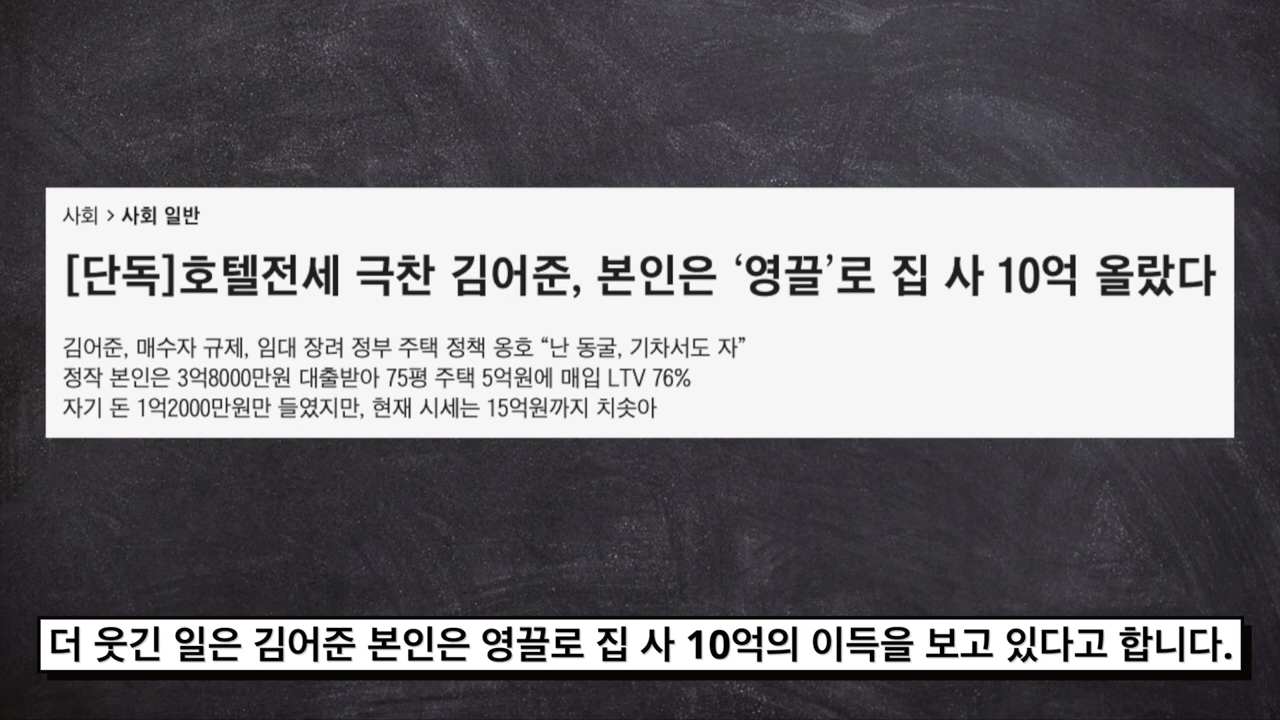 사회 > 사회 일반
[단독]호텔전세 극찬 김어준, 본인은 ‘영끌’로 집 사 10억 올랐다
김어준, 매수자 규제, 임대 장려 정부 주택 정책 옹호 “난 동굴, 기차서도 자”
정작 본인은 3억8000만원 대출받아 75평 주택 5억원에 매입 LTV 76%
자기 돈 1억2000만원만 들였지만, 현재 시세는 15억원까지 치솟아
더 웃긴 일은 김어준 본인은 영끌로 집 사 10억의 이득을 보고 있다고 합니다.